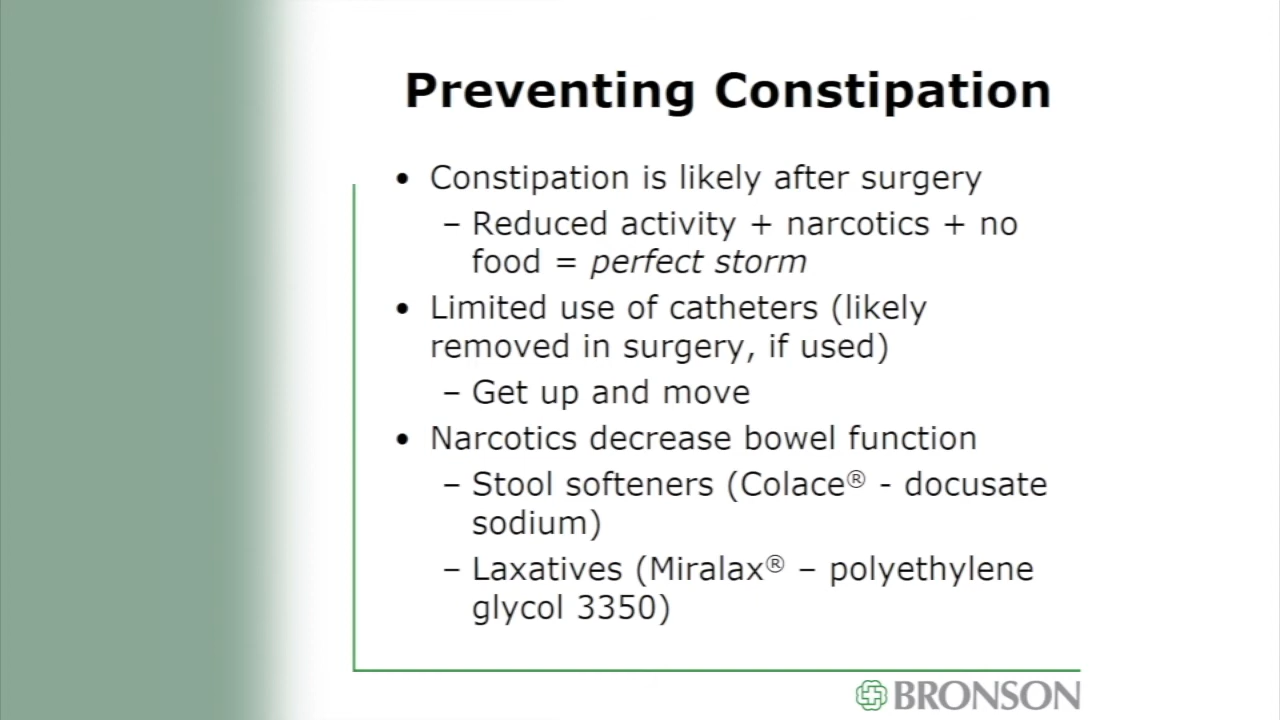 Preventing Constipation
• Constipation is likely after surgery
– Reduced activity + narcotics + no
food = perfect storm
• Limited use of catheters (likely
removed in surgery, if used)
– Get up and move
• Narcotics decrease bowel function
– Stool softeners (Colace® - docusate
sodium)
– Laxatives (Miralax® – polyethylene
glycol 3350)
BRONSON